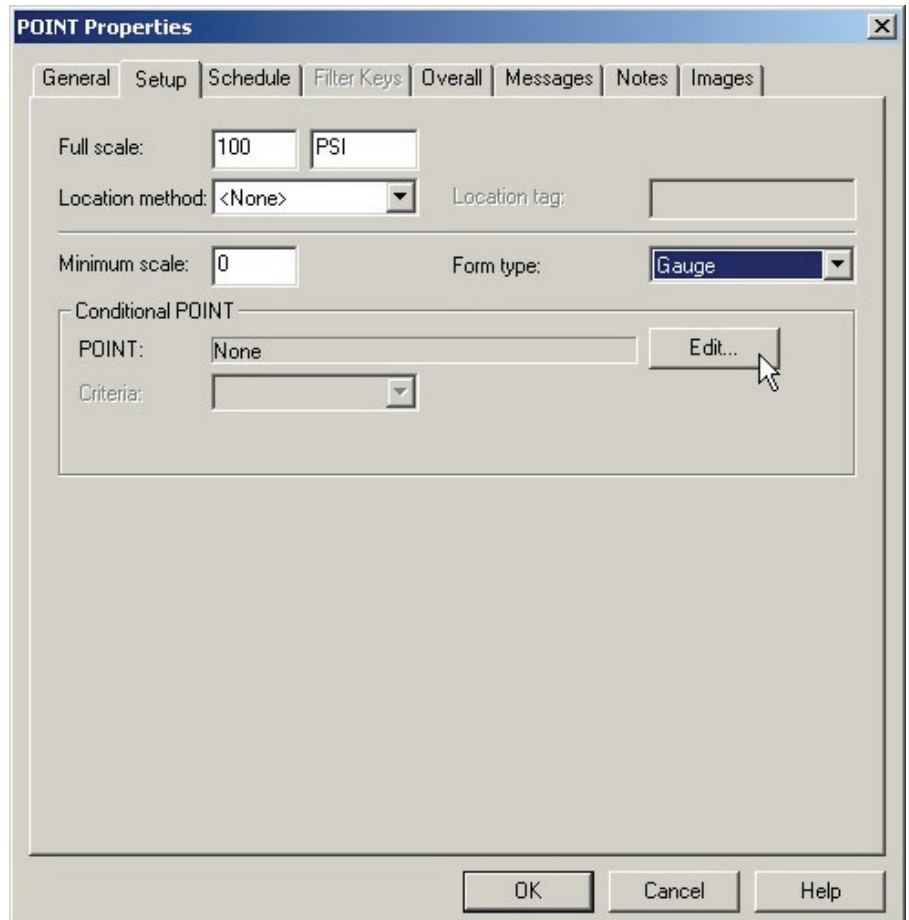 POINT Properties
General Setup Schedule Filter Keys Overall Messages Notes Images
Full scale: 100 PSI
Location method: <None> Location tag:
Minimum scale: 0 Form type: Gauge
Conditional POINT
POINT: None Edit...
Criteria:
OK Cancel Help